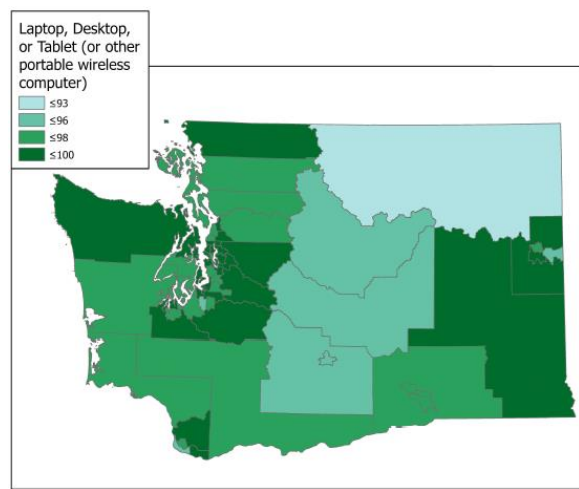 Laptop, Desktop,
or Tablet (or other
portable wireless
computer)
≤93
≤96
≤98
≤100